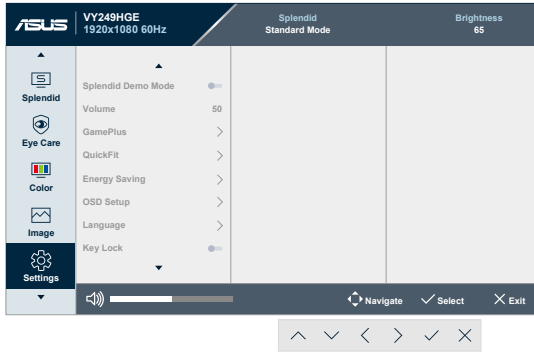 ASUS
VY249HGE
1920x1080 60Hz
Splendid
Standard Mode
Brightness
65
Splendid
Eye Care
Color
Image
Settings
Splendid Demo Mode
Volume 50
GamePlus
QuickFit
Energy Saving
OSD Setup
Language
Key Lock
Navigate Select Exit